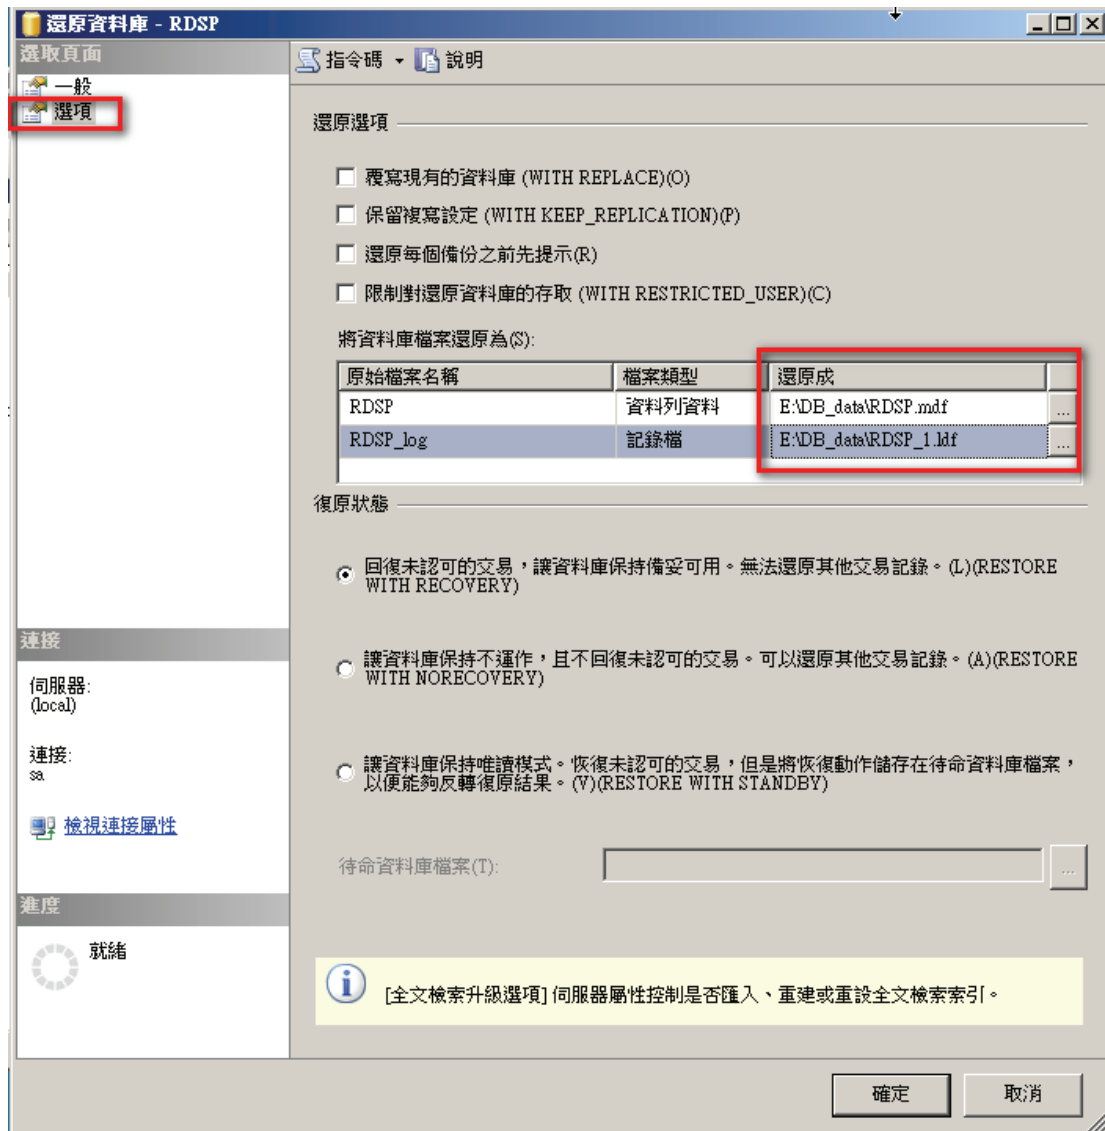 還原資料庫 - RDSP
選取頁面
一般
選項
指令碼
說明
還原選項
覆寫現有的資料庫 (WITH REPLACE)(O)
保留複寫設定 (WITH KEEP_REPLICATION)(P)
還原每個備份之前先提示(R)
限制對還原資料庫的存取 (WITH RESTRICTED_USER)(C)
將資料庫檔案還原為(S):
原始檔案名稱 檔案類型 還原成
RDSP 資料列資料 E:\DB_data\RDSP.mdf ...
RDSP_log 記錄檔 E:\DB_data\RDSP_1.ldf ...
復原狀態
回復未認可的交易，讓資料庫保持備妥可用。無法還原其他交易記錄。(L)(RESTORE
WITH RECOVERY)
讓資料庫保持不運作，且不回復未認可的交易。可以還原其他交易記錄。(A)(RESTORE
WITH NORECOVERY)
讓資料庫保持唯讀模式。恢復未認可的交易，但是將恢復動作儲存在待命資料庫檔案，
以便能夠反轉復原結果。(V)(RESTORE WITH STANDBY)
待命資料庫檔案(T):
...
[全文檢索升級選項] 伺服器屬性控制是否匯入、重建或重設全文檢索索引。
連接
伺服器:
(local)
連接:
sa
檢視連接屬性
進度
就緒
確定
取消